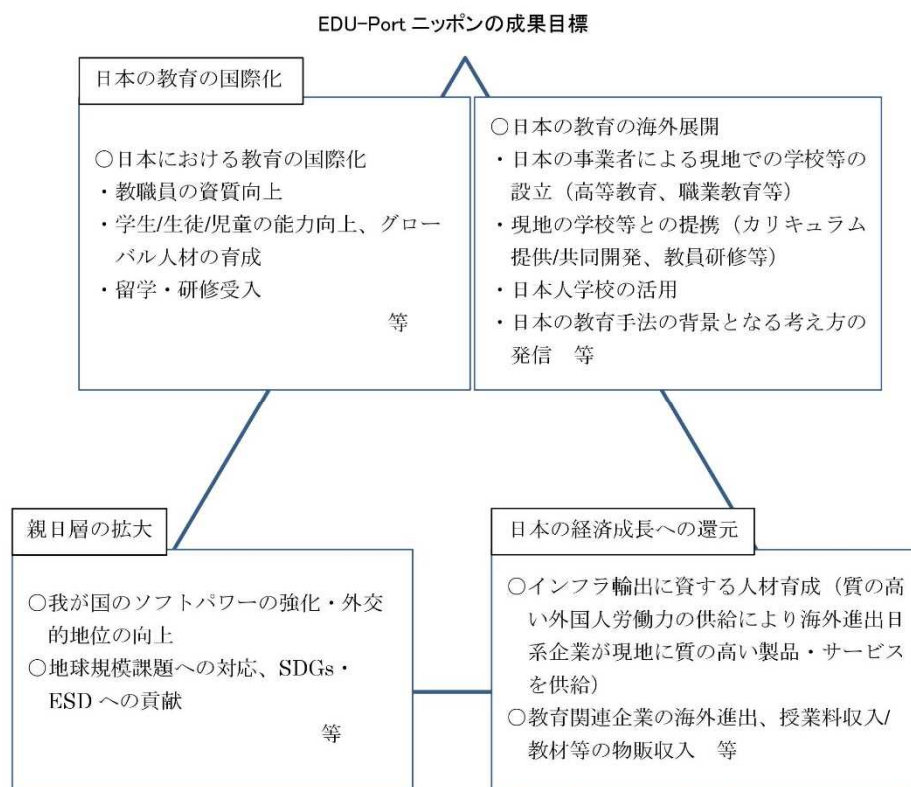 EDU-Port ニッポンの成果目標
日本の教育の国際化
○日本における教育の国際化
・教職員の資質向上
・学生/生徒/児童の能力向上、グロー
バル人材の育成
・留学・研修受入
等
○日本の教育の海外展開
・日本の事業者による現地での学校等の
設立（高等教育、職業教育等）
・現地の学校等との提携（カリキュラム
提供/共同開発、教員研修等）
・日本人学校の活用
・日本の教育手法の背景となる考え方の
発信　等
親日層の拡大
○我が国のソフトパワーの強化・外交
的地位の向上
○地球規模課題への対応、SDGs・
ESD への貢献
等
日本の経済成長への還元
○インフラ輸出に資する人材育成（質の高
い外国人労働力の供給により海外進出日
系企業が現地に質の高い製品・サービス
を供給）
○教育関連企業の海外進出、授業料収入/
教材等の物販収入　等